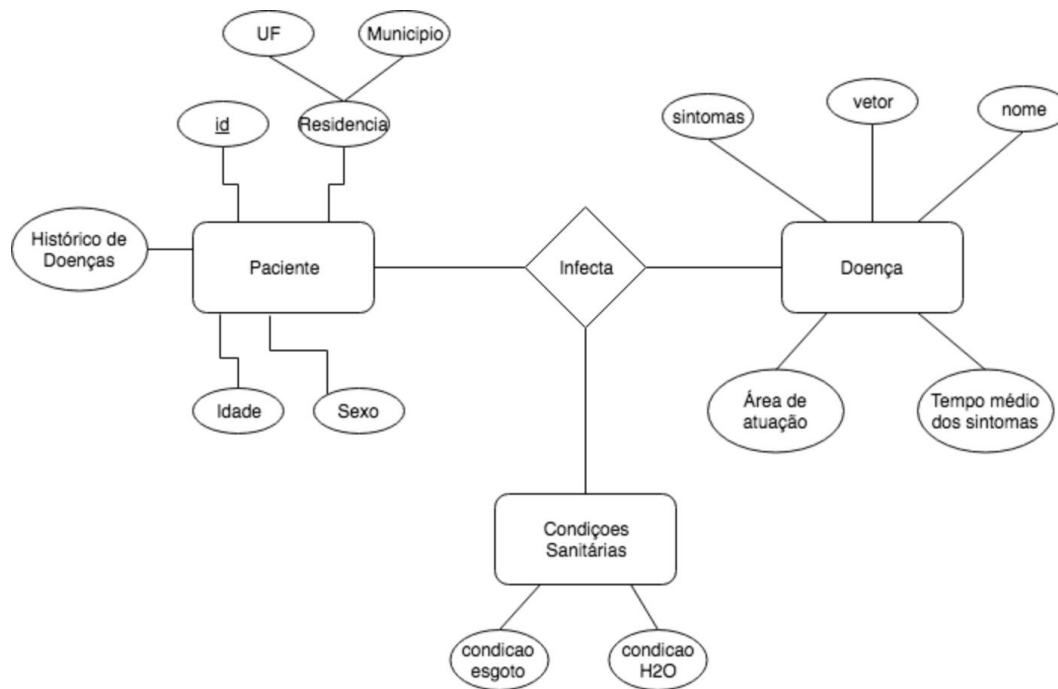 UF
Municipio
id
Residencia
sintomas
vetor
nome
Histórico de
Doenças
Paciente
Infecta
Doença
Idade
Sexo
Área de
atuação
Tempo médio
dos sintomas
Condiçoes
Sanitárias
condicao
esgoto
condicao
H2O